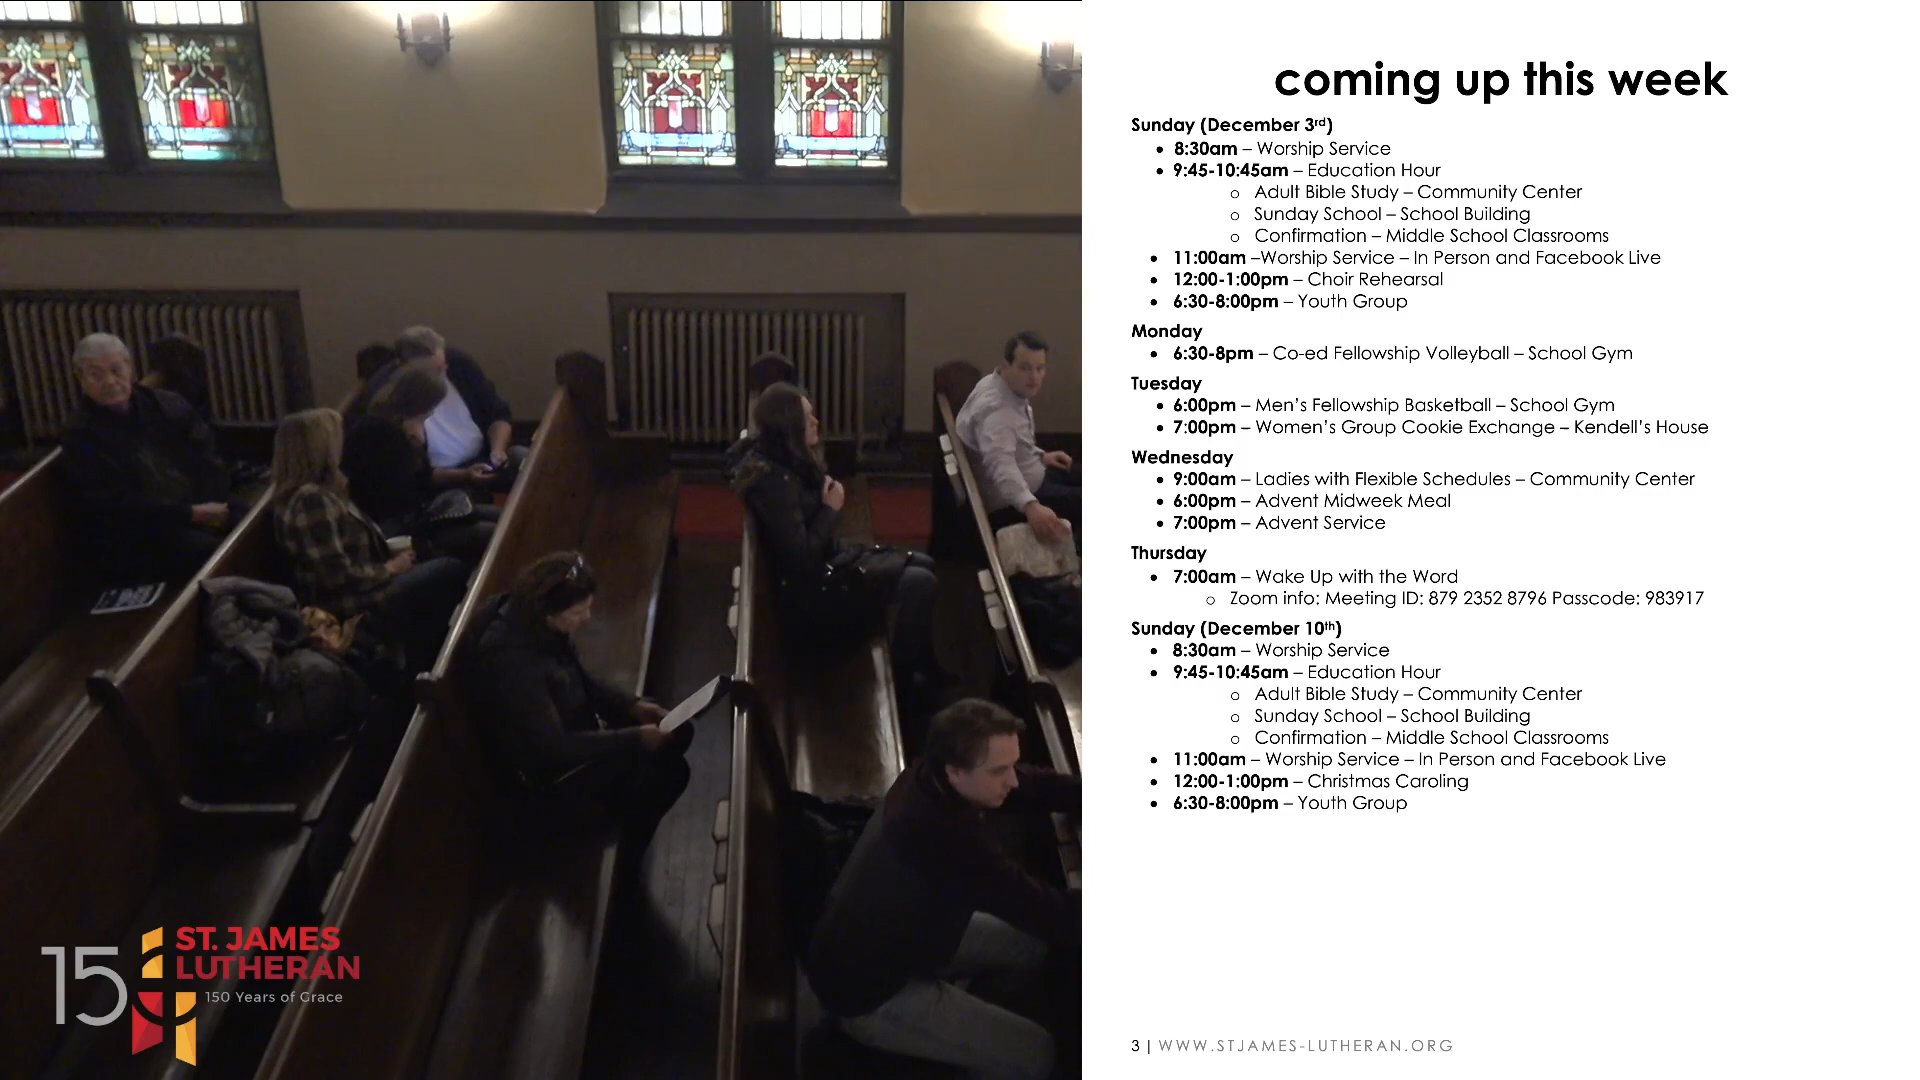 coming up this week
Sunday (December 3rd)
• 8:30am – Worship Service
• 9:45-10:45am – Education Hour
o Adult Bible Study – Community Center
o Sunday School – School Building
o Confirmation – Middle School Classrooms
• 11:00am –Worship Service – In Person and Facebook Live
• 12:00-1:00pm – Choir Rehearsal
• 6:30-8:00pm – Youth Group
Monday
• 6:30-8pm – Co-ed Fellowship Volleyball – School Gym
Tuesday
• 6:00pm – Men’s Fellowship Basketball – School Gym
• 7:00pm – Women’s Group Cookie Exchange – Kendell’s House
Wednesday
• 9:00am – Ladies with Flexible Schedules – Community Center
• 6:00pm – Advent Midweek Meal
• 7:00pm – Advent Service
Thursday
• 7:00am – Wake Up with the Word
o Zoom info: Meeting ID: 879 2352 8796 Passcode: 983917
Sunday (December 10th)
• 8:30am – Worship Service
• 9:45-10:45am – Education Hour
o Adult Bible Study – Community Center
o Sunday School – School Building
o Confirmation – Middle School Classrooms
• 11:00am – Worship Service – In Person and Facebook Live
• 12:00-1:00pm – Christmas Caroling
• 6:30-8:00pm – Youth Group
3 | WWW.STJAMES-LUTHERAN.ORG
150
ST. JAMES
LUTHERAN
150 Years of Grace